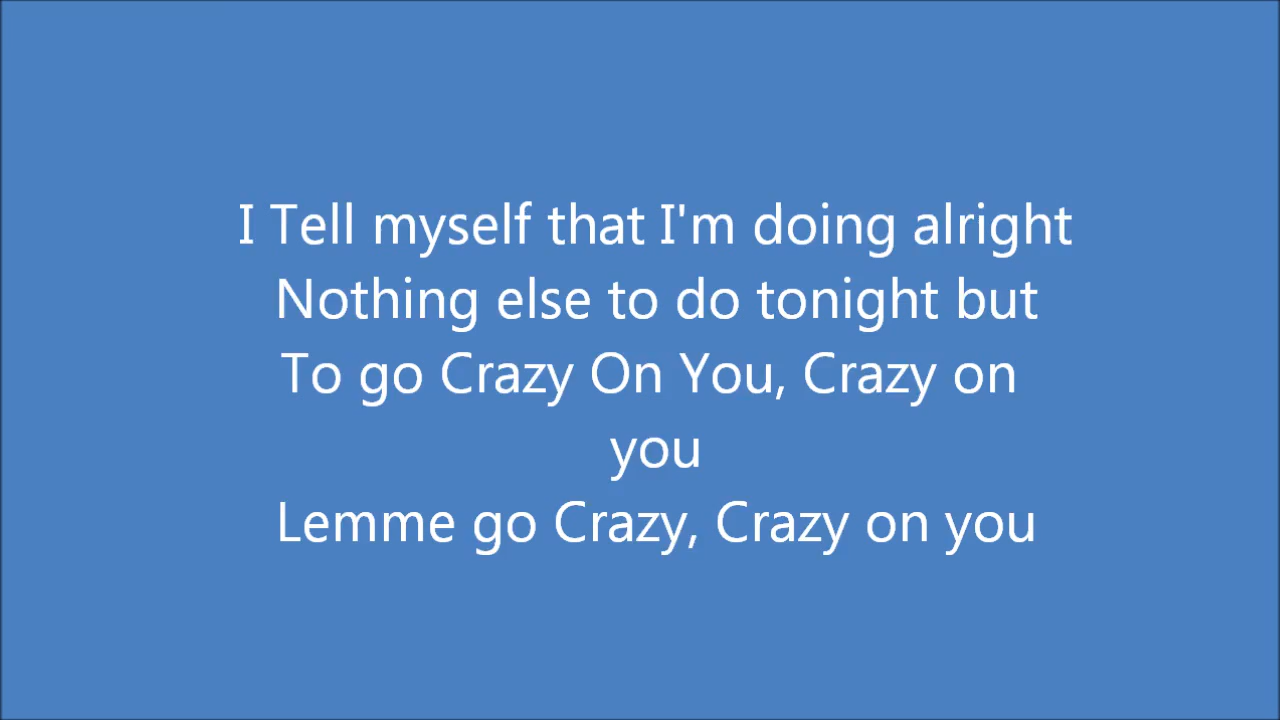 I Tell myself that I'm doing alright
Nothing else to do tonight but
To go Crazy On You, Crazy on
you
Lemme go Crazy, Crazy on you